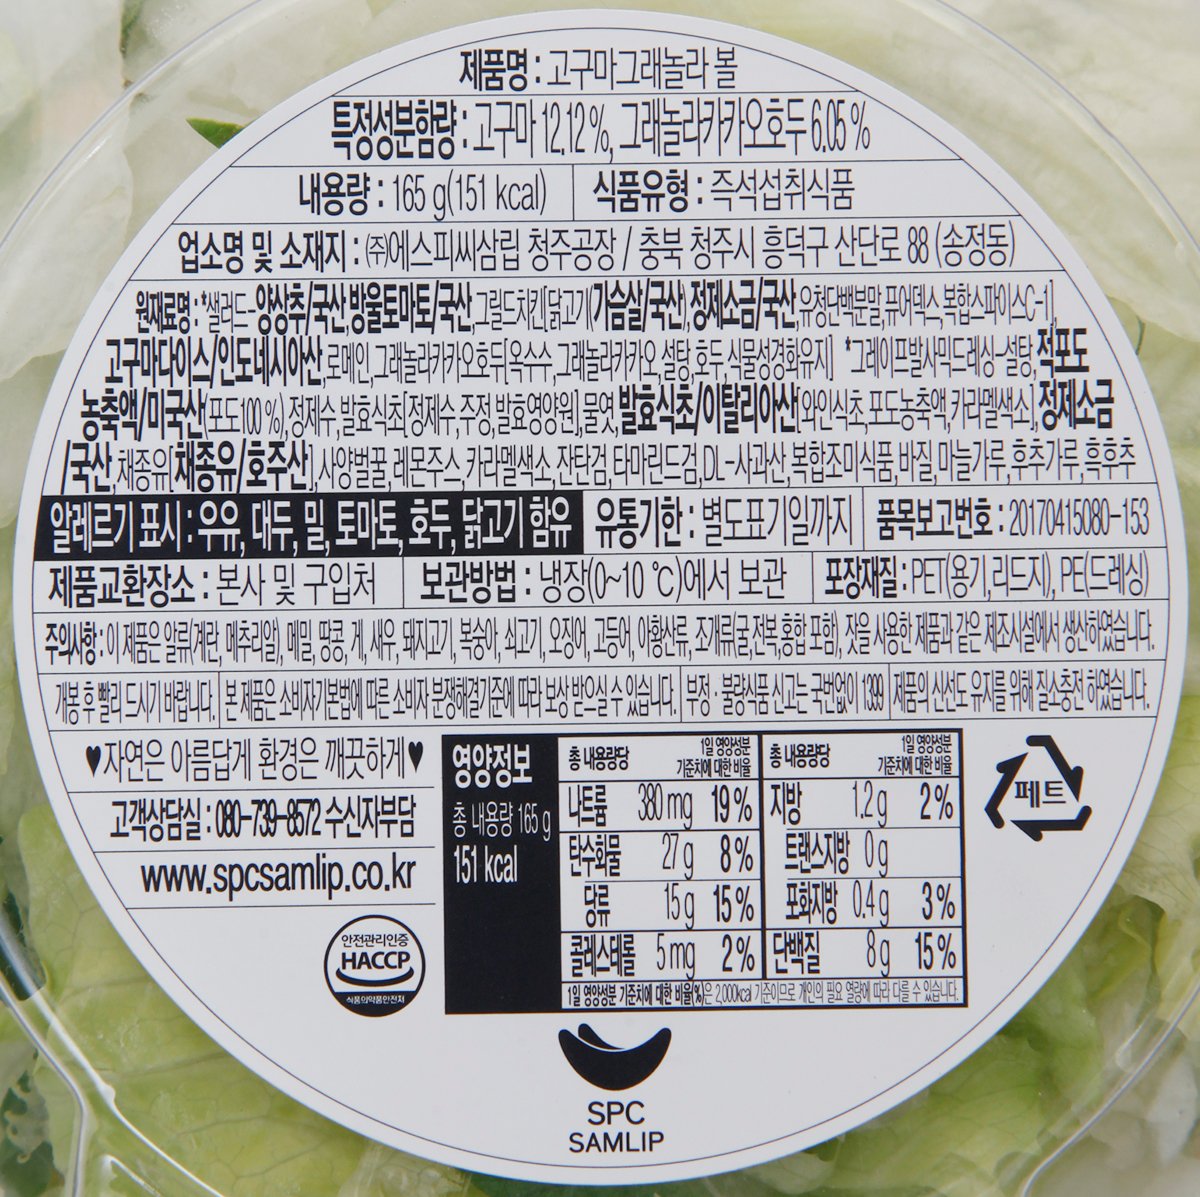 제품명 : 고구마그래놀라 볼
특정성분함량 : 고구마 12.12 %, 그래놀라카카오호두 6.05 %
내용량 : 165 g(151 kcal) 식품유형 : 즉석섭취식품
업소명 및 소재지 : ㈜에스피씨삼립 청주공장 / 충북 청주시 흥덕구 산단로 88 (송정동)
원재료명 : *샐러드-양상추/국산,방울토마토/국산,그릴드치킨[닭고기(가슴살/국산),정제소금/국산,유청단백분말,퓨어덱스,복합스파이스C-1],
고구마다이스/인도네시아산,로메인,그래놀라카카오호두[옥수수,그래놀라카카오,설탕,호두,식물성경화유지] *그레이프발사믹드레싱-설탕,적포도
농축액/미국산(포도100 %),정제수,발효식초[정제수,주정,발효영양원],물엿,발효식초/이탈리아산[와인식초,포도농축액,카라멜색소],정제소금
/국산,채종유[채종유/호주산],사양벌꿀,레몬주스,카라멜색소,잔탄검,타마린드검,DL-사과산,복합조미식품,바질,마늘가루,후추가루,흑후추
알레르기 표시 : 우유, 대두, 밀, 토마토, 호두, 닭고기 함유 유통기한 : 별도표기일까지 품목보고번호 : 20170415080-153
제품교환장소 : 본사 및 구입처 보관방법 : 냉장(0~10 ℃)에서 보관 포장재질 : PET(용기,리드지), PE(드레싱)
주의사항 : 이 제품은 알류(계란, 메추리알), 메밀, 땅콩, 게, 새우, 돼지고기, 복숭아, 쇠고기, 오징어, 고등어, 아황산류, 조개류(굴,전복,홍합 포함), 잣을 사용한 제품과 같은 제조시설에서 생산하였습니다.
개봉 후 빨리 드시기 바랍니다. 본 제품은 소비자기본법에 따른 소비자 분쟁해결기준에 따라 보상 받으실 수 있습니다. 부정 · 불량식품 신고는 국번없이 1399 제품의 신선도 유지를 위해 질소충전 하였습니다.
♥자연은 아름답게 환경은 깨끗하게♥
고객상담실 : 080-739-8572 수신자부담
www.spcsamlip.co.kr
안전관리인증
HACCP
식품의약품안전처
영양정보
총 내용량 165 g
151 kcal
총 내용량당 1일 영양성분 기준치에 대한 비율 총 내용량당 1일 영양성분 기준치에 대한 비율
나트륨 380 mg 19 % 지방 1.2 g 2 %
탄수화물 27 g 8 % 트랜스지방 0 g
당류 15 g 15 % 포화지방 0.4 g 3 %
콜레스테롤 5 mg 2 % 단백질 8 g 15 %
1일 영양성분 기준치에 대한 비율(%)은 2,000kcal 기준이므로 개인의 필요 열량에 따라 다를 수 있습니다.
페트
SPC
SAMLIP